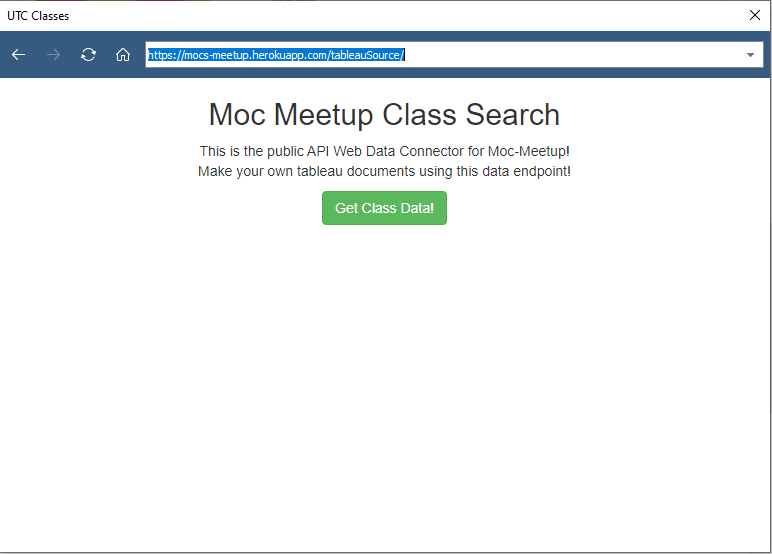 UTC Classes
https://mocs-meetup.herokuapp.com/tableauSource/
Moc Meetup Class Search
This is the public API Web Data Connector for Moc-Meetup!
Make your own tableau documents using this data endpoint!
Get Class Data!